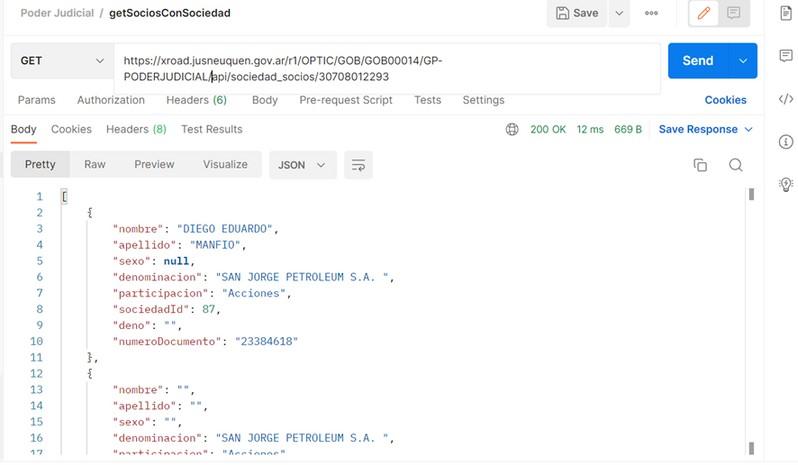 Poder Judicial / getSociosConSociedad
Save
GET
https://xroad.jusneuquen.gov.ar/r1/OPTIC/GOB/GOB00014/GP-
PODERJUDICIAL/api/sociedad_socios/30708012293
Send
Params Authorization Headers (6) Body Pre-request Script Tests Settings Cookies
Body Cookies Headers (8) Test Results 200 OK 12 ms 669 B Save Response
Pretty Raw Preview Visualize JSON
1 [
2 {
3 "nombre": "DIEGO EDUARDO",
4 "apellido": "MANFIO",
5 "sexo": null,
6 "denominacion": "SAN JORGE PETROLEUM S.A. ",
7 "participacion": "Acciones",
8 "sociedadId": 87,
9 "deno": "",
10 "numeroDocumento": "23384618"
11 },
12 {
13 "nombre": "",
14 "apellido": "",
15 "sexo": "",
16 "denominacion": "SAN JORGE PETROLEUM S.A. ",
17 "participacion": "Acciones"